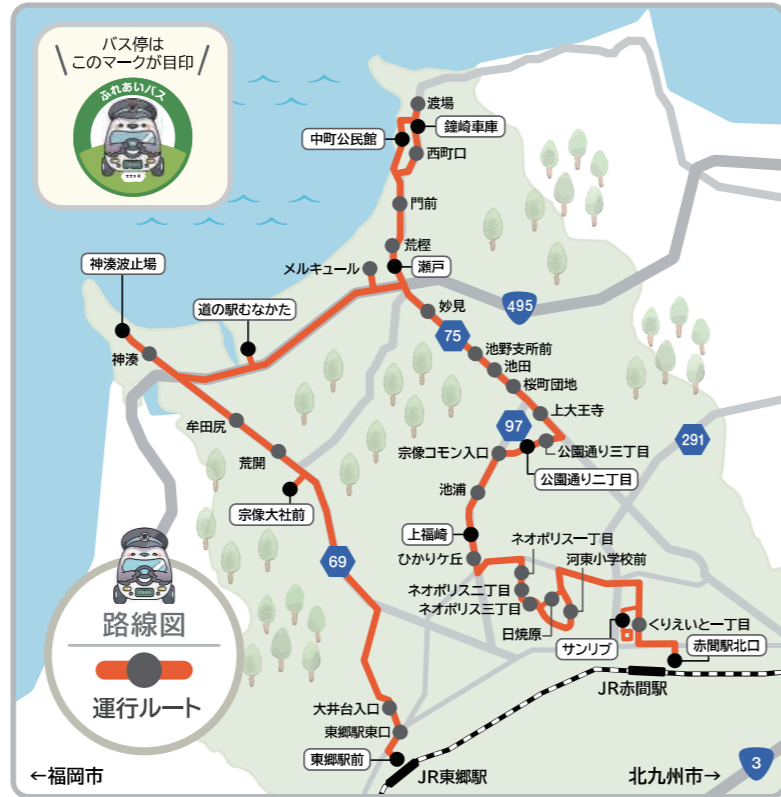 バス停は
このマークが目印
ふれあいバス
渡場
鐘崎車庫
中町公民館
西町口
門前
荒樫
瀬戸
メルキュール
神湊波止場
道の駅むなかた
495
妙見
75
池野支所前
池田
桜町団地
上大王寺
神湊
牟田尻
荒開
宗像大社前
69
97
宗像コモン入口
公園通り三丁目
公園通り二丁目
291
池浦
上福崎
ひかりケ丘
ネオポリス一丁目
河東小学校前
ネオポリス二丁目
ネオポリス三丁目
日焼原
くりえいと一丁目
サンリブ
赤間駅北口
JR赤間駅
路線図
運行ルート
大井台入口
東郷駅東口
東郷駅前
JR東郷駅
←福岡市
北九州市→
3